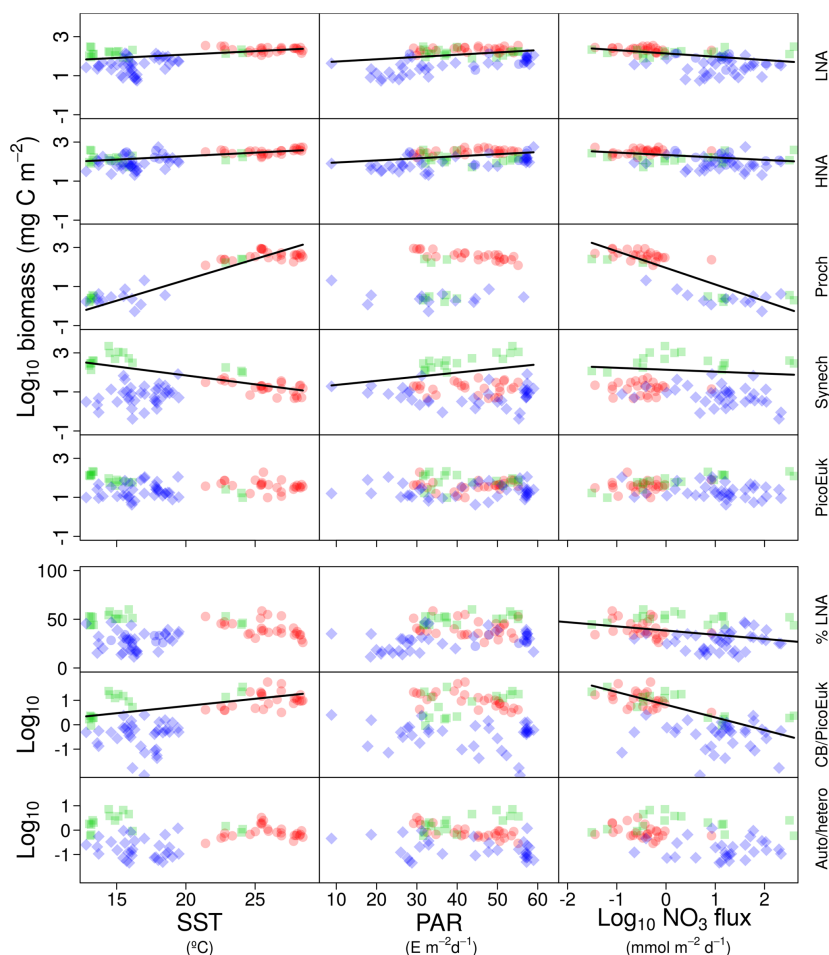 3
1
-1
LNA
3
1
-1
HNA
Log₁₀ biomass (mg C m⁻²)
3
1
-1
Proch
3
1
-1
Synech
3
1
-1
PicoEuk
100
50
0
% LNA
Log₁₀
1
0
-1
CB/PicoEuk
Log₁₀
1
0
-1
Auto/hetero
15 20 25 10 20 30 40 50 60 -2 -1 0 1 2
SST PAR Log₁₀ NO₃ flux
(ºC) (E m⁻²d⁻¹) (mmol m⁻² d⁻¹)